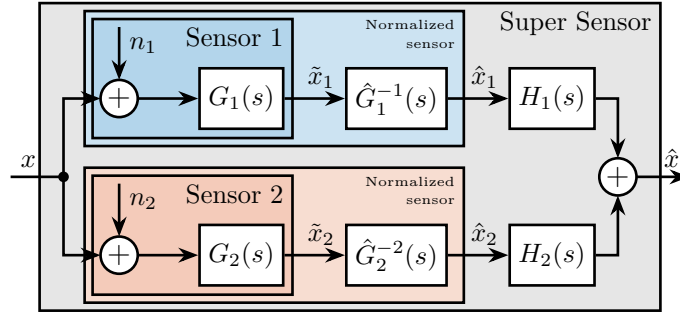 Super Sensor
Normalized
sensor
Sensor 1
n₁
+
G₁(s)
x̃₁
Ĝ₁⁻¹(s)
x̂₁
H₁(s)
x
+
x̂
Normalized
sensor
Sensor 2
n₂
+
G₂(s)
x̃₂
Ĝ₂⁻²(s)
x̂₂
H₂(s)